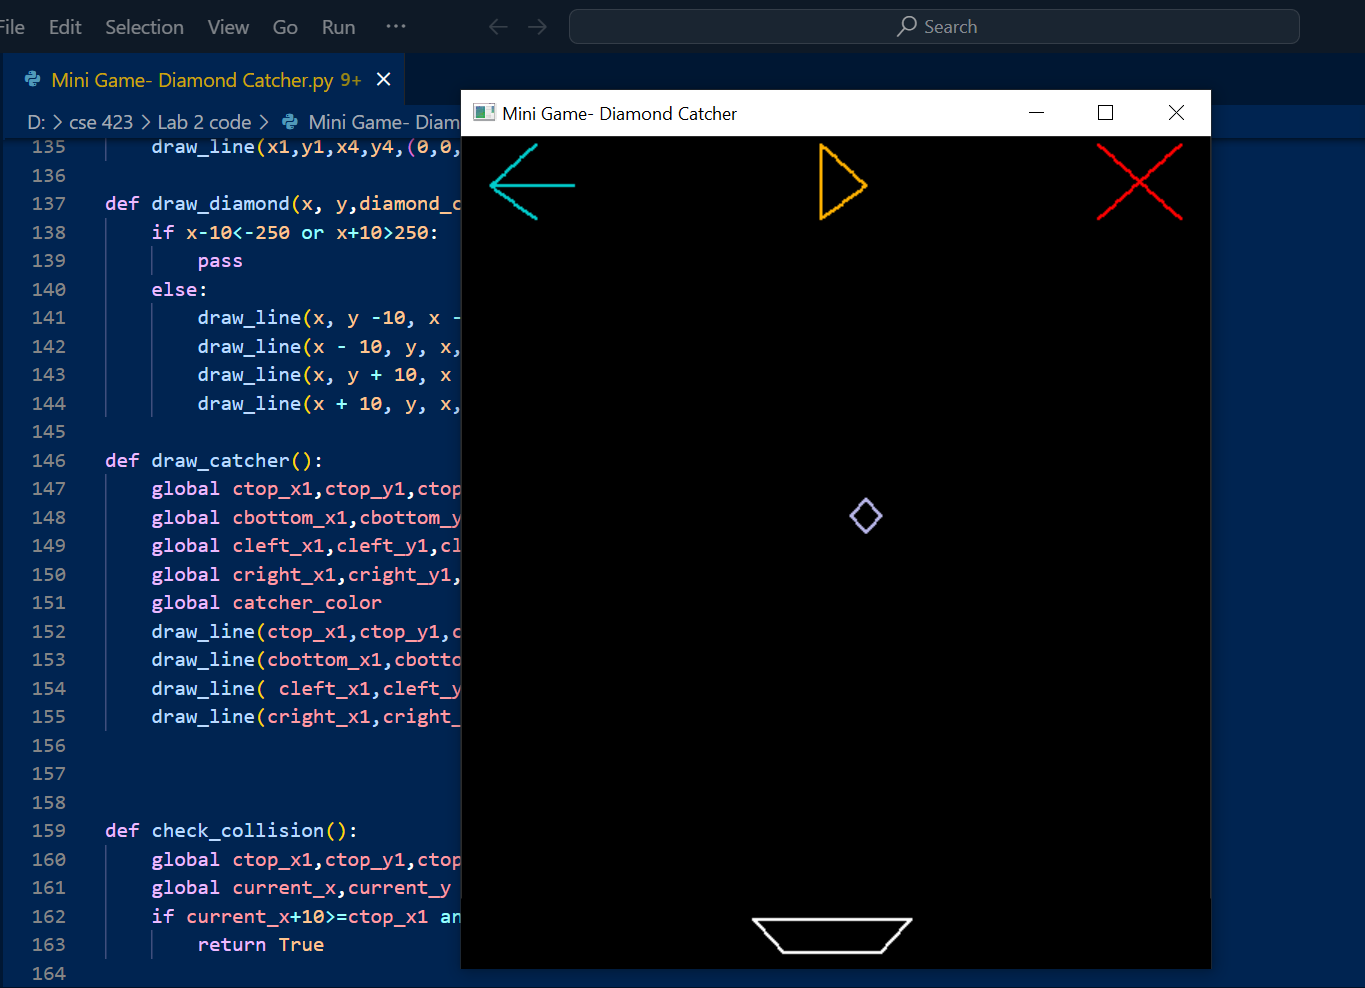 File Edit Selection View Go Run ··· Search
Mini Game- Diamond Catcher.py 9+
D: > cse 423 > Lab 2 code > Mini Game- Diam
Mini Game- Diamond Catcher
135 draw_line(x1,y1,x4,y4,(0,0,
136
137 def draw_diamond(x, y,diamond_c
138 if x-10<-250 or x+10>250:
139 pass
140 else:
141 draw_line(x, y -10, x -
142 draw_line(x - 10, y, x,
143 draw_line(x, y + 10, x
144 draw_line(x + 10, y, x,
145
146 def draw_catcher():
147 global ctop_x1,ctop_y1,ctop
148 global cbottom_x1,cbottom_y
149 global cleft_x1,cleft_y1,cl
150 global cright_x1,cright_y1,
151 global catcher_color
152 draw_line(ctop_x1,ctop_y1,c
153 draw_line(cbottom_x1,cbotto
154 draw_line( cleft_x1,cleft_y
155 draw_line(cright_x1,cright_
156
157
158
159 def check_collision():
160 global ctop_x1,ctop_y1,ctop
161 global current_x,current_y
162 if current_x+10>=ctop_x1 an
163 return True
164